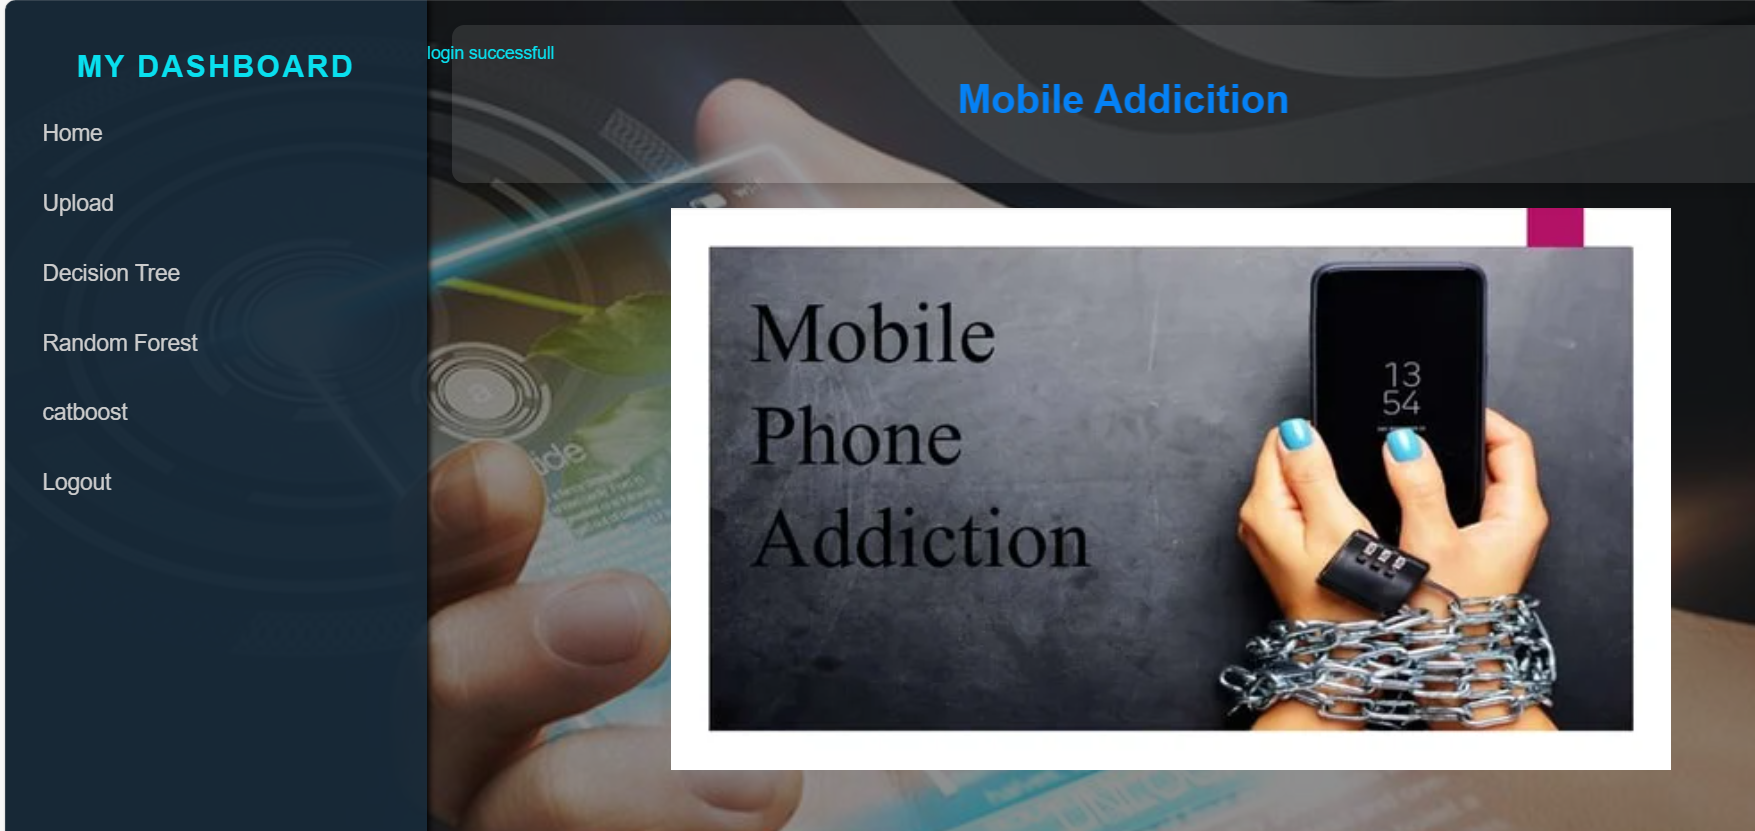 MY DASHBOARD
Home
Upload
Decision Tree
Random Forest
catboost
Logout
login successfull
Mobile Addicition
Mobile
Phone
Addiction
13
54